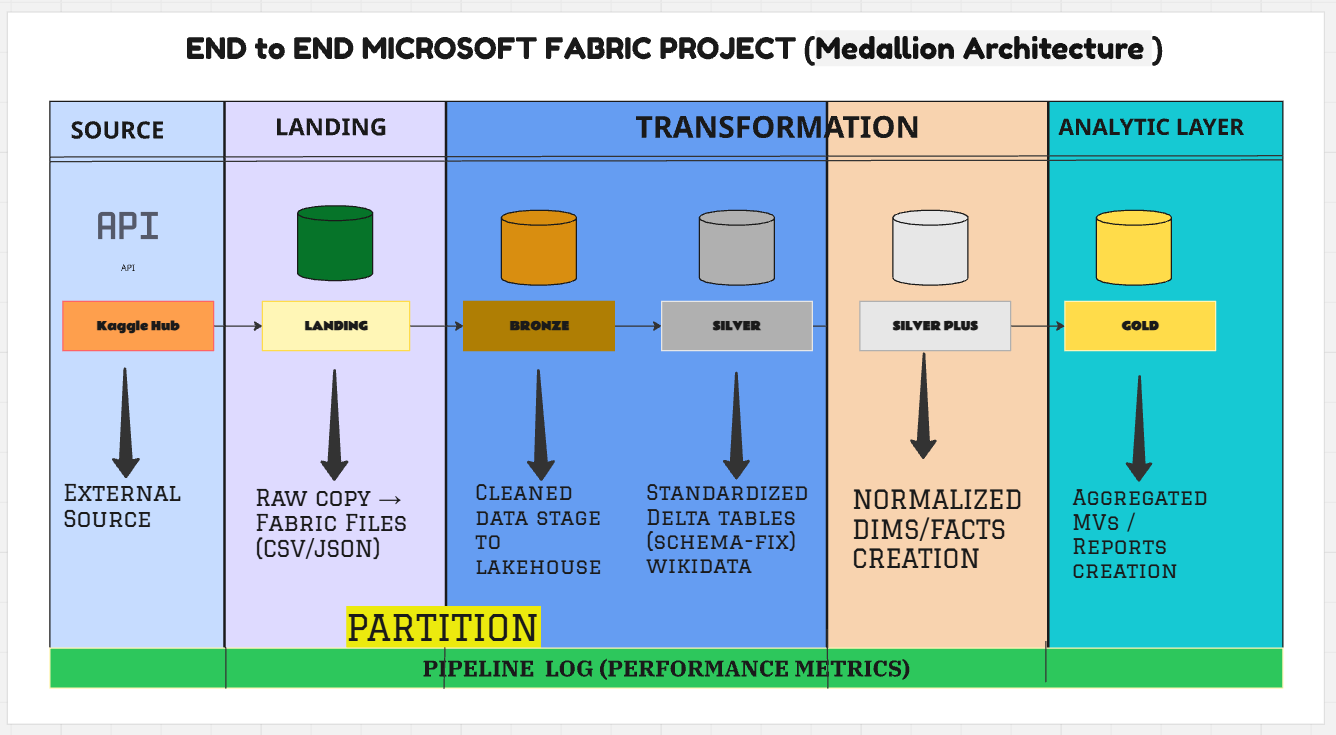 END to END MICROSOFT FABRIC PROJECT (Medallion Architecture )
SOURCE
LANDING
TRANSFORMATION
ANALYTIC LAYER
API
API
Kaggle Hub
LANDING
BRONZE
SILVER
SILVER PLUS
GOLD
External
Source
Raw copy →
Fabric Files
(CSV/JSON)
Cleaned
data stage
to
lakehouse
Standardized
Delta tables
(schema-fix)
wikidata
NORMALIZED
DIMS/FACTS
CREATION
Aggregated
MVs /
Reports
creation
PARTITION
PIPELINE LOG (PERFORMANCE METRICS)